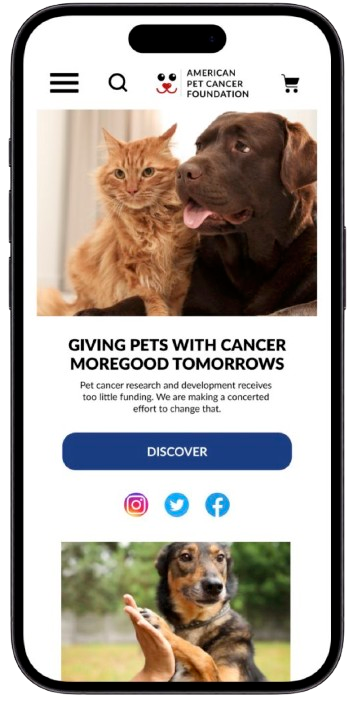 AMERICAN
PET CANCER
FOUNDATION
GIVING PETS WITH CANCER
MOREGOOD TOMORROWS
Pet cancer research and development receives
too little funding. We are making a concerted
effort to change that.
DISCOVER